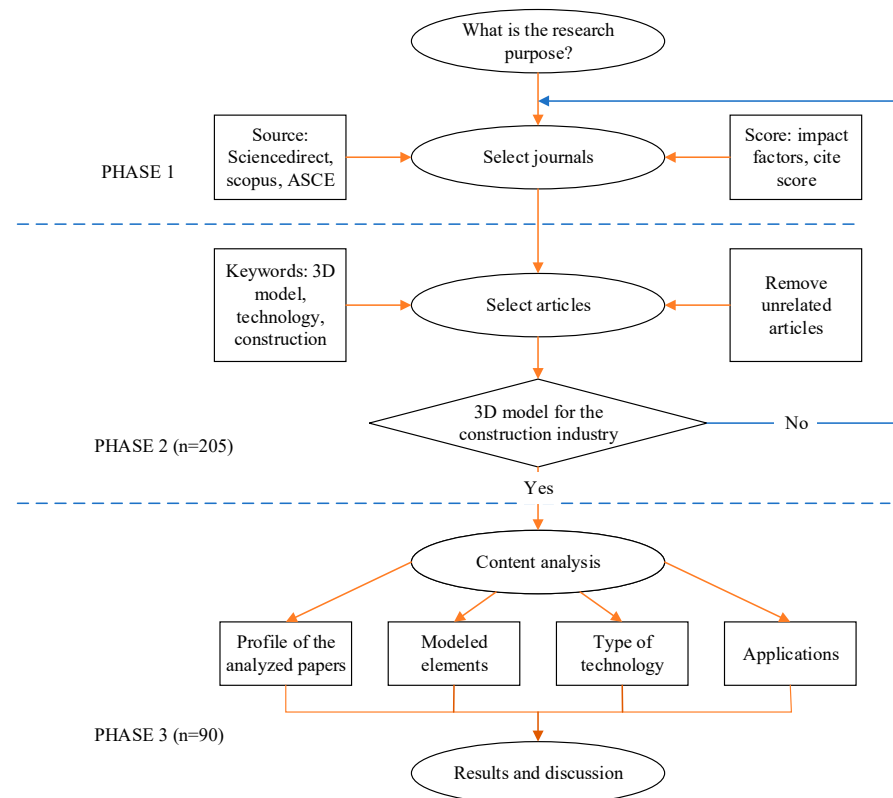 What is the research
purpose?
Source:
Sciencedirect,
scopus, ASCE
Select journals
Score: impact
factors, cite
score
PHASE 1
Keywords: 3D
model,
technology,
construction
Select articles
Remove
unrelated
articles
3D model for the
construction industry
No
PHASE 2 (n=205)
Yes
Content analysis
Profile of the
analyzed papers
Modeled
elements
Type of
technology
Applications
PHASE 3 (n=90)
Results and discussion